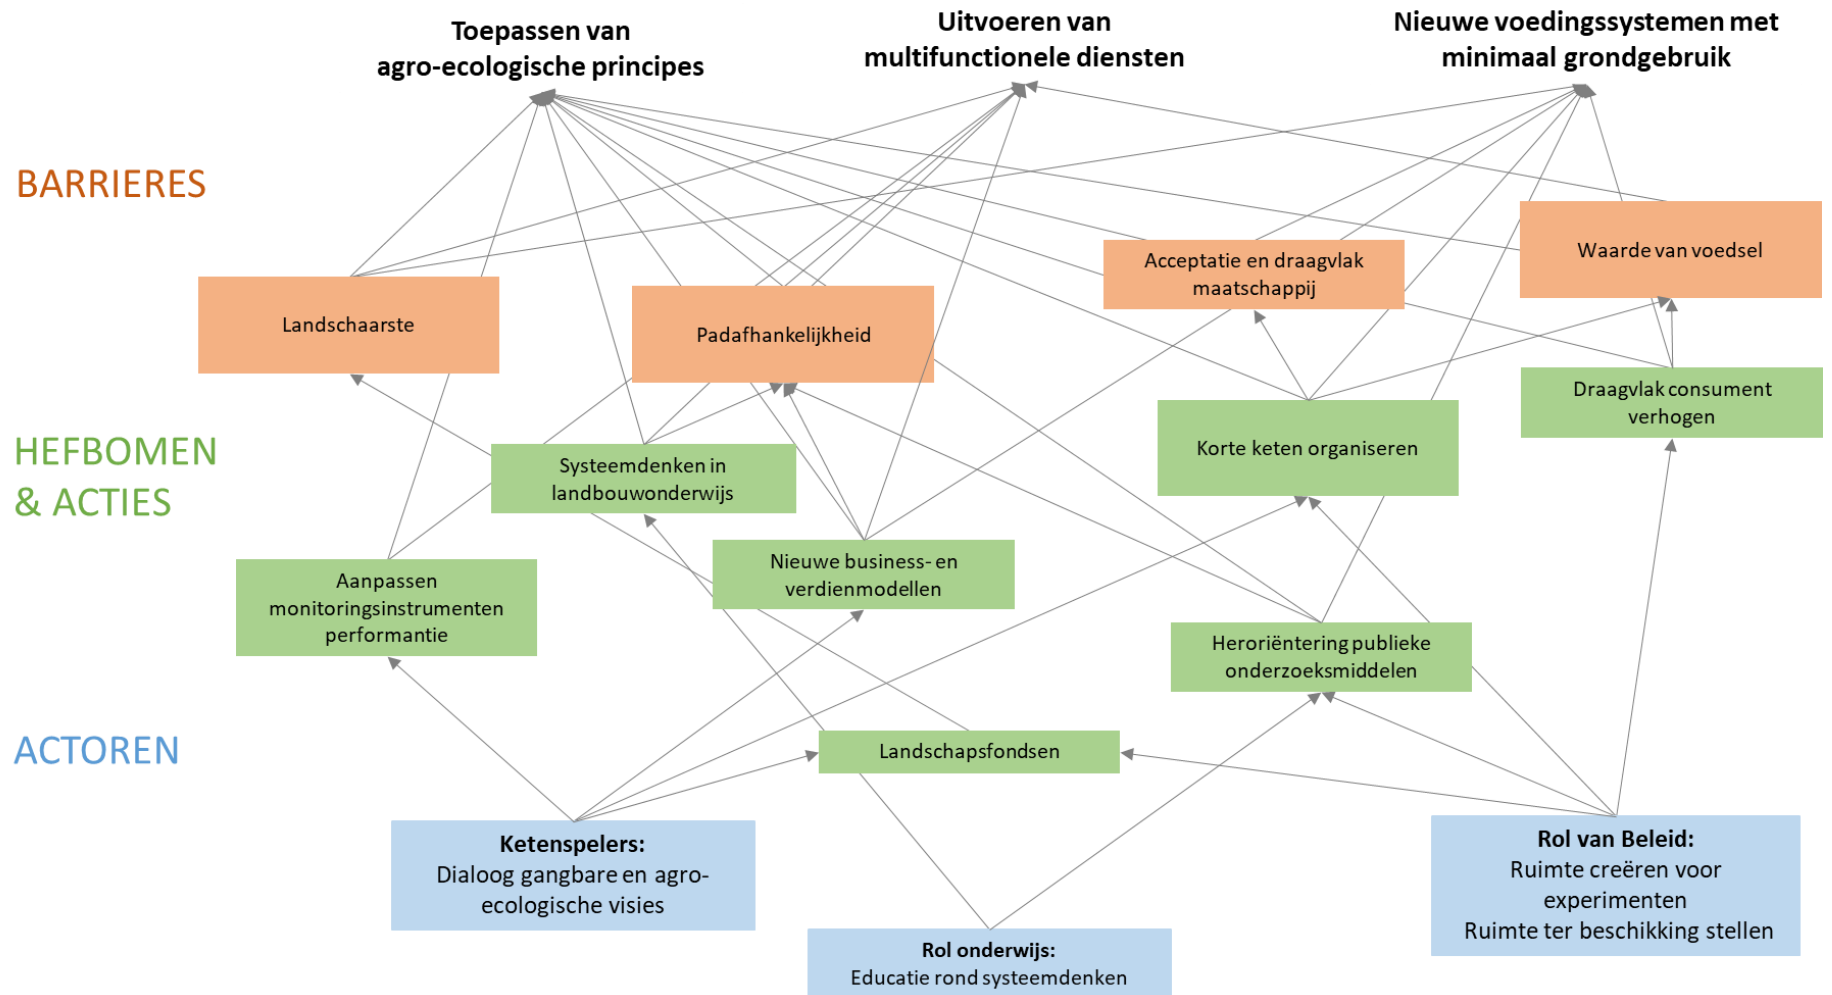 Toepassen van
agro-ecologische principes
Uitvoeren van
multifunctionele diensten
Nieuwe voedingssystemen met
minimaal grondgebruik
BARRIERES
Landschaarste
Padafhankelijkheid
Acceptatie en draagvlak
maatschappij
Waarde van voedsel
HEFBOMEN
& ACTIES
Systeemdenken in
landbouwonderwijs
Korte keten organiseren
Draagvlak consument
verhogen
Aanpassen
monitoringsinstrumenten
performantie
Nieuwe business- en
verdienmodellen
Heroriëntering publieke
onderzoeksmiddelen
ACTOREN
Landschapsfondsen
Ketenspelers:
Dialoog gangbare en agro-
ecologische visies
Rol onderwijs:
Educatie rond systeemdenken
Rol van Beleid:
Ruimte creëren voor
experimenten
Ruimte ter beschikking stellen